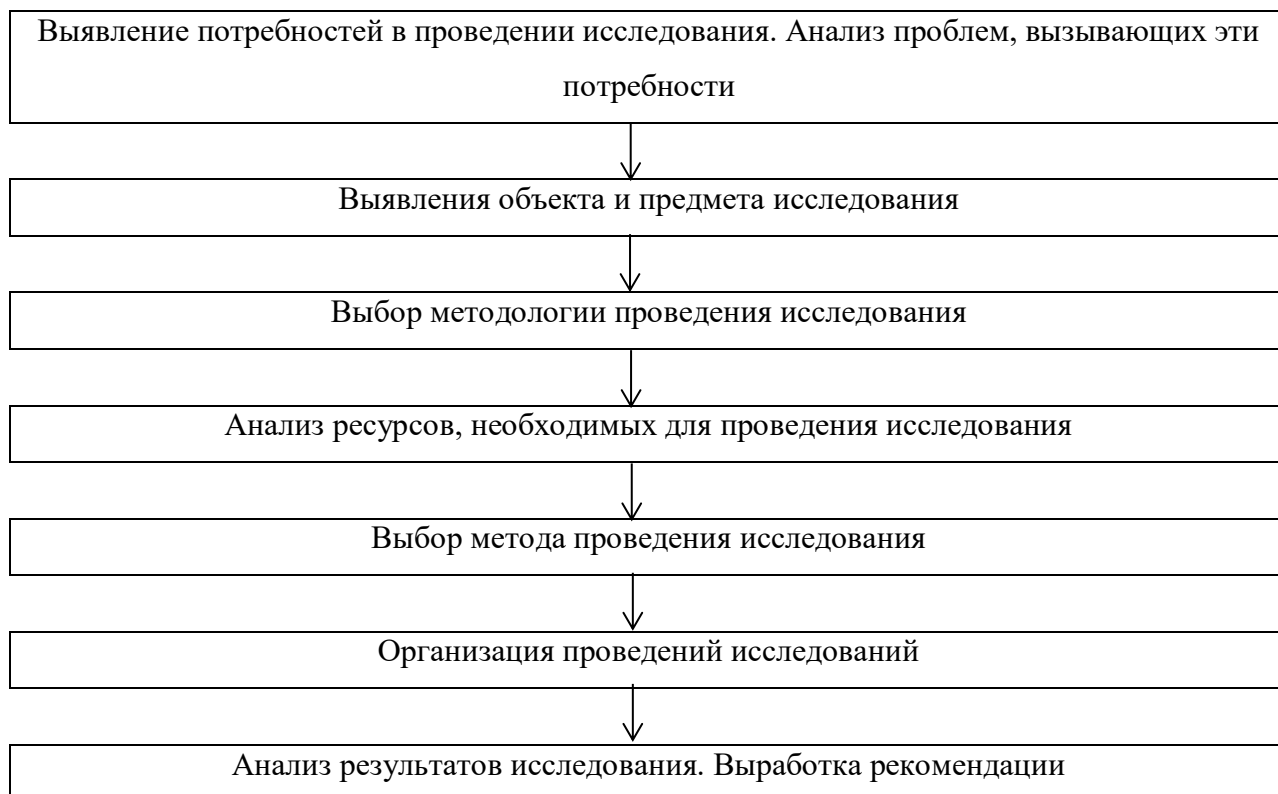 Выявление потребностей в проведении исследования. Анализ проблем, вызывающих эти
потребности
Выявления объекта и предмета исследования
Выбор методологии проведения исследования
Анализ ресурсов, необходимых для проведения исследования
Выбор метода проведения исследования
Организация проведений исследований
Анализ результатов исследования. Выработка рекомендации